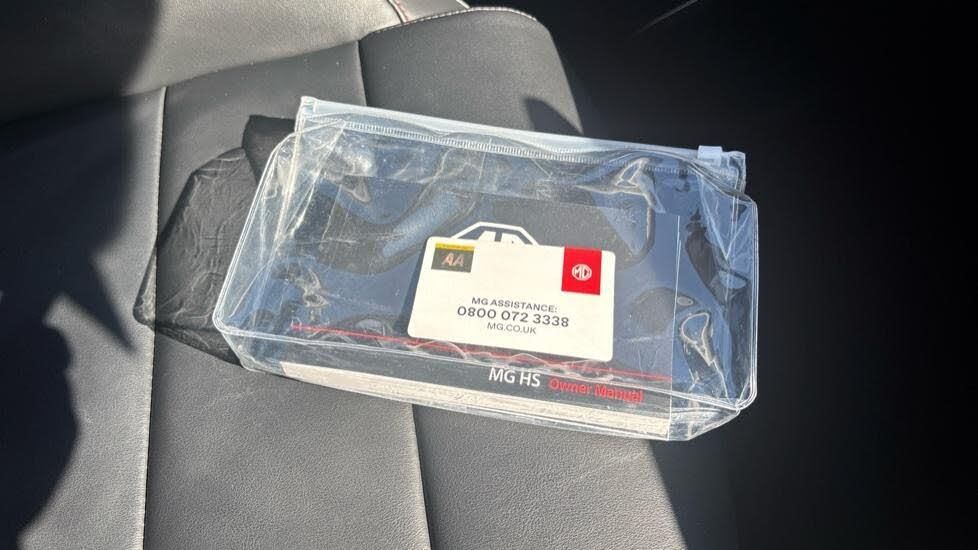 AA
MG
MG ASSISTANCE:
0800 072 3338
MG.CO.UK
MG HS Owner Manual